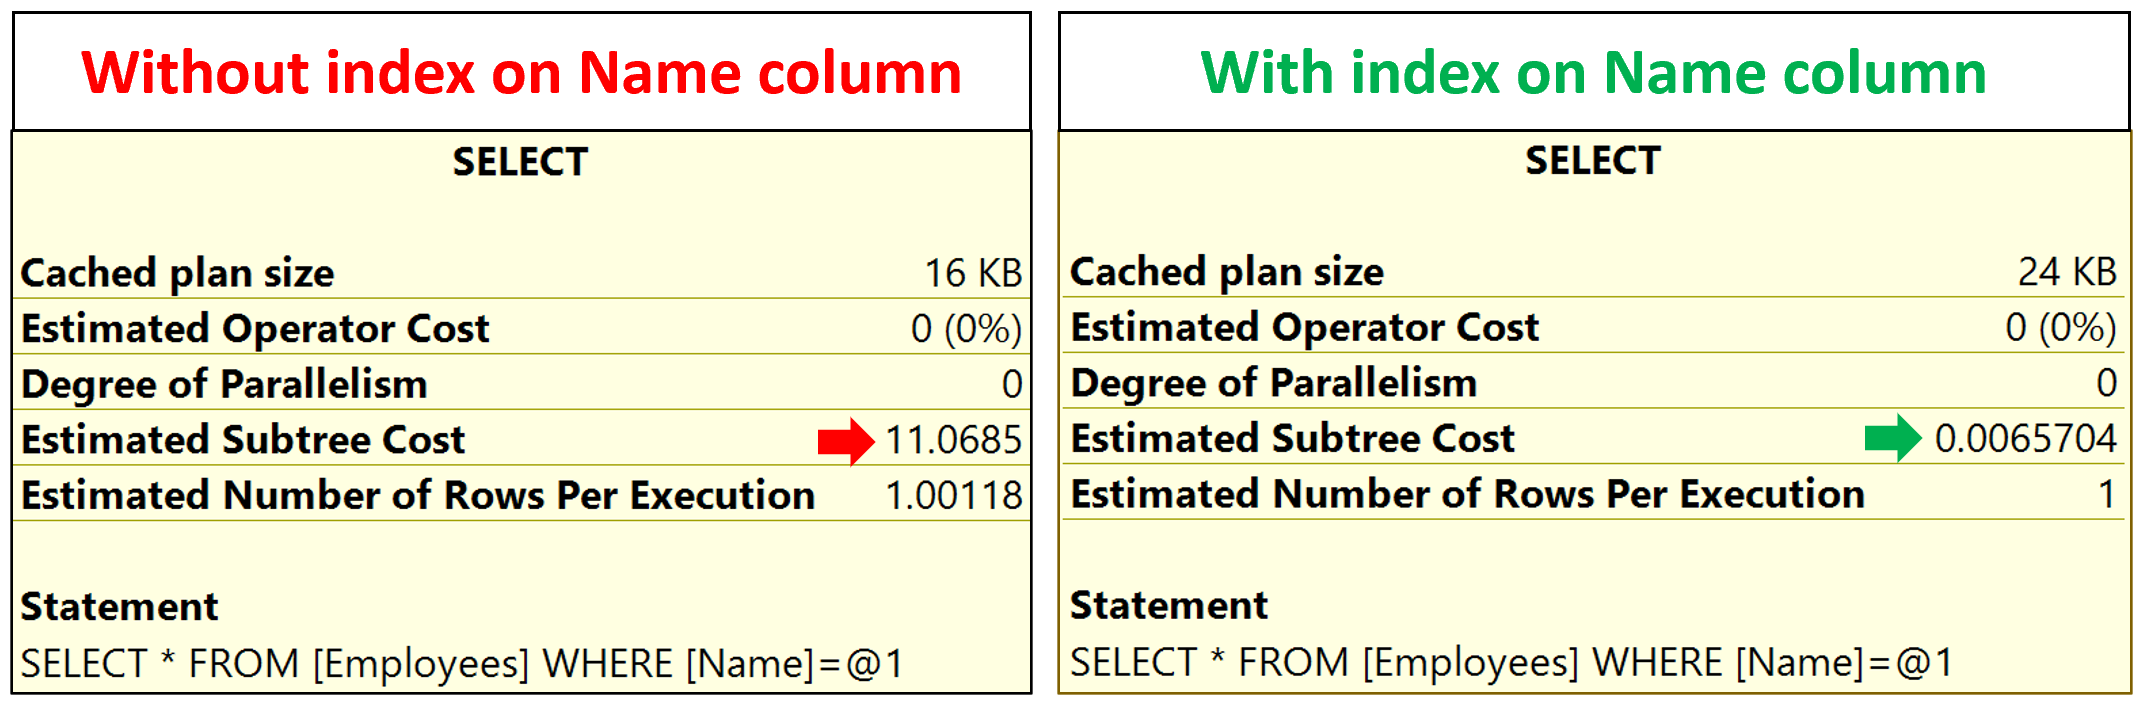 Without index on Name column
SELECT
Cached plan size 16 KB
Estimated Operator Cost 0 (0%)
Degree of Parallelism 0
Estimated Subtree Cost 11.0685
Estimated Number of Rows Per Execution 1.00118
Statement
SELECT * FROM [Employees] WHERE [Name]=@1
With index on Name column
SELECT
Cached plan size 24 KB
Estimated Operator Cost 0 (0%)
Degree of Parallelism 0
Estimated Subtree Cost 0.0065704
Estimated Number of Rows Per Execution 1
Statement
SELECT * FROM [Employees] WHERE [Name]=@1